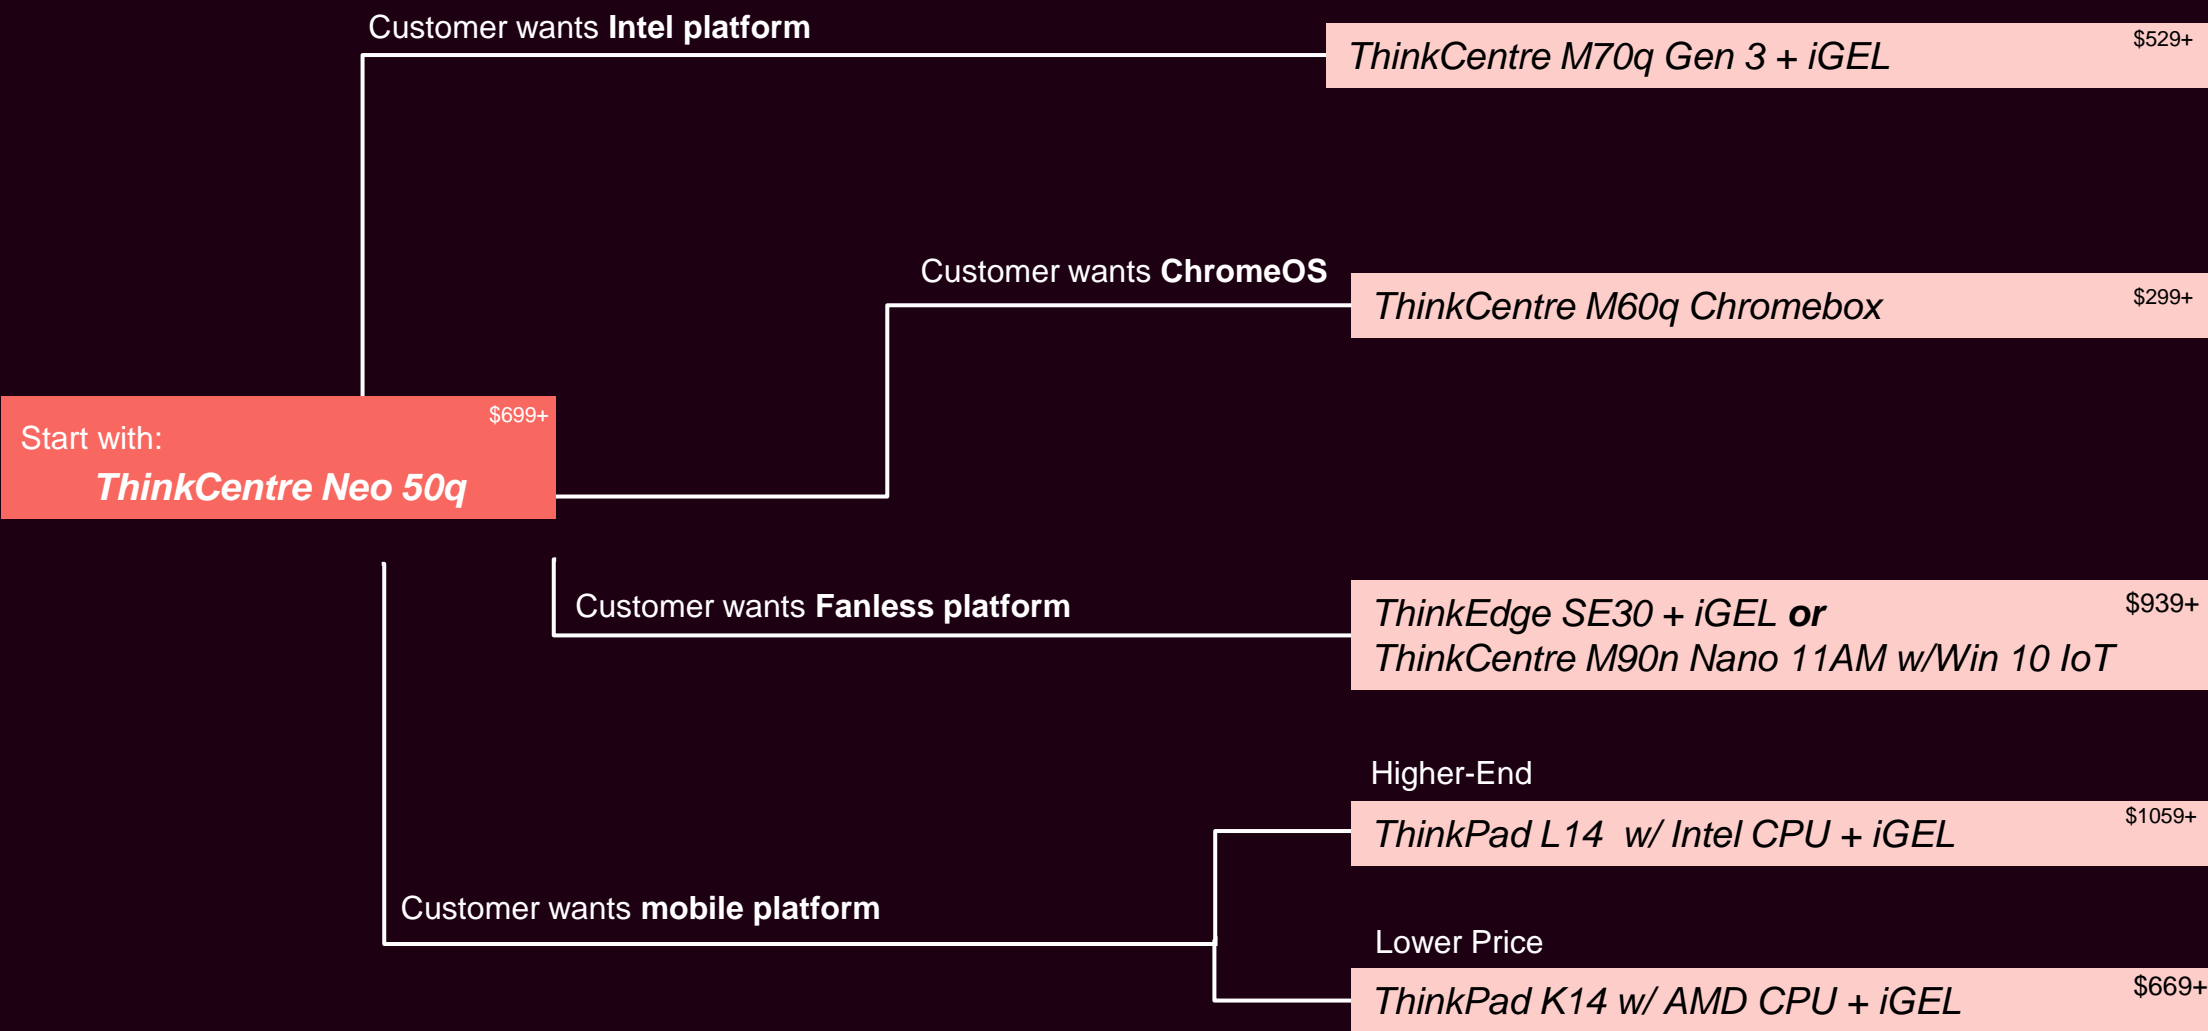 Customer wants Intel platform
ThinkCentre M70q Gen 3 + iGEL
$529+
Customer wants ChromeOS
ThinkCentre M60q Chromebox
$299+
$699+
Start with:
ThinkCentre Neo 50q
Customer wants Fanless platform
ThinkEdge SE30 + iGEL or
$939+
ThinkCentre M90n Nano 11AM w/Win 10 IoT
Higher-End
ThinkPad L14 w/ Intel CPU + iGEL
$1059+
Customer wants mobile platform
Lower Price
ThinkPad K14 w/ AMD CPU + iGEL
$669+